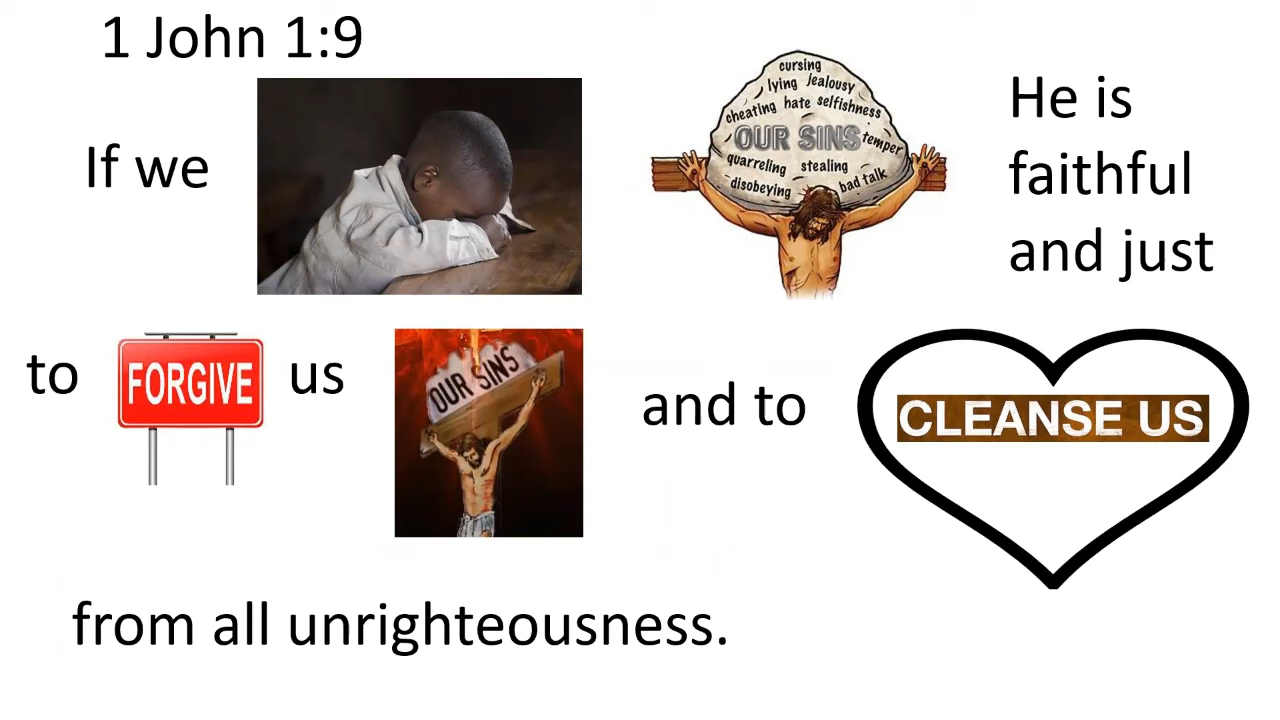 1 John 1:9
If we
cursing
lying jealousy
cheating hate selfishness
OUR SINS temper
quarreling stealing
disobeying bad talk
He is
faithful
and just
to
FORGIVE
us
OUR SINS
and to
CLEANSE US
from all unrighteousness.